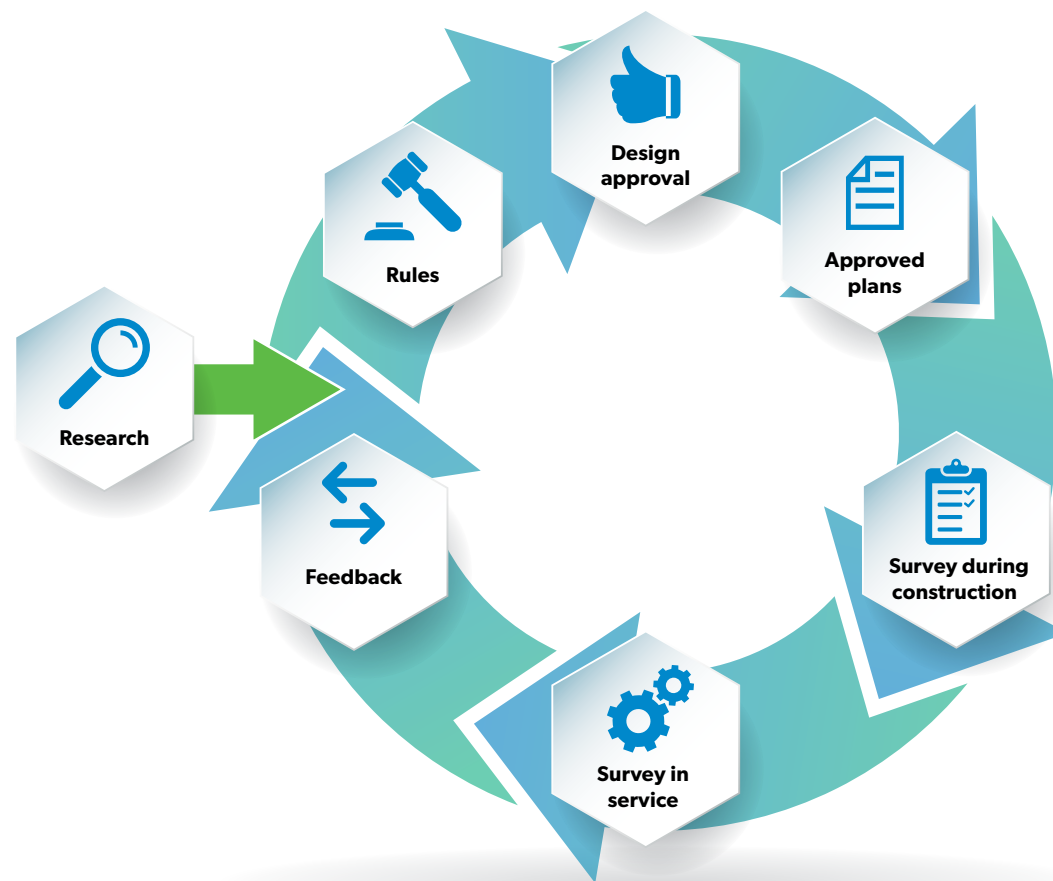 Design
approval
Approved
plans
Rules
Research
Feedback
Survey during
construction
Survey in
service